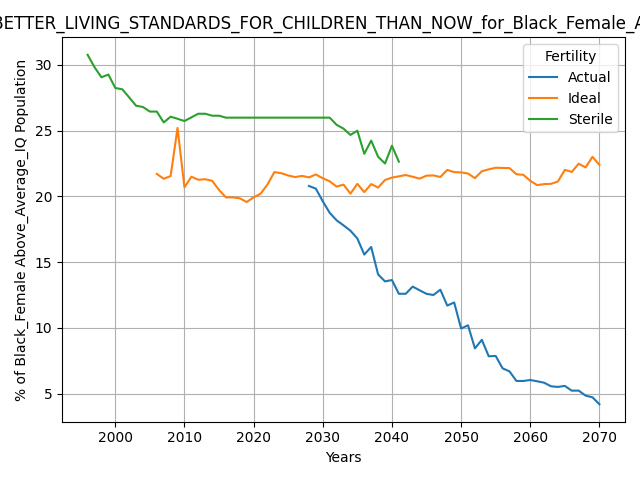 BETTER_LIVING_STANDARDS_FOR_CHILDREN_THAN_NOW_for_Black_Female_A
% of Black_Female Above_Average_IQ Population
30
25
20
15
10
5
Fertility
Actual
Ideal
Sterile
2000 2010 2020 2030 2040 2050 2060 2070
Years